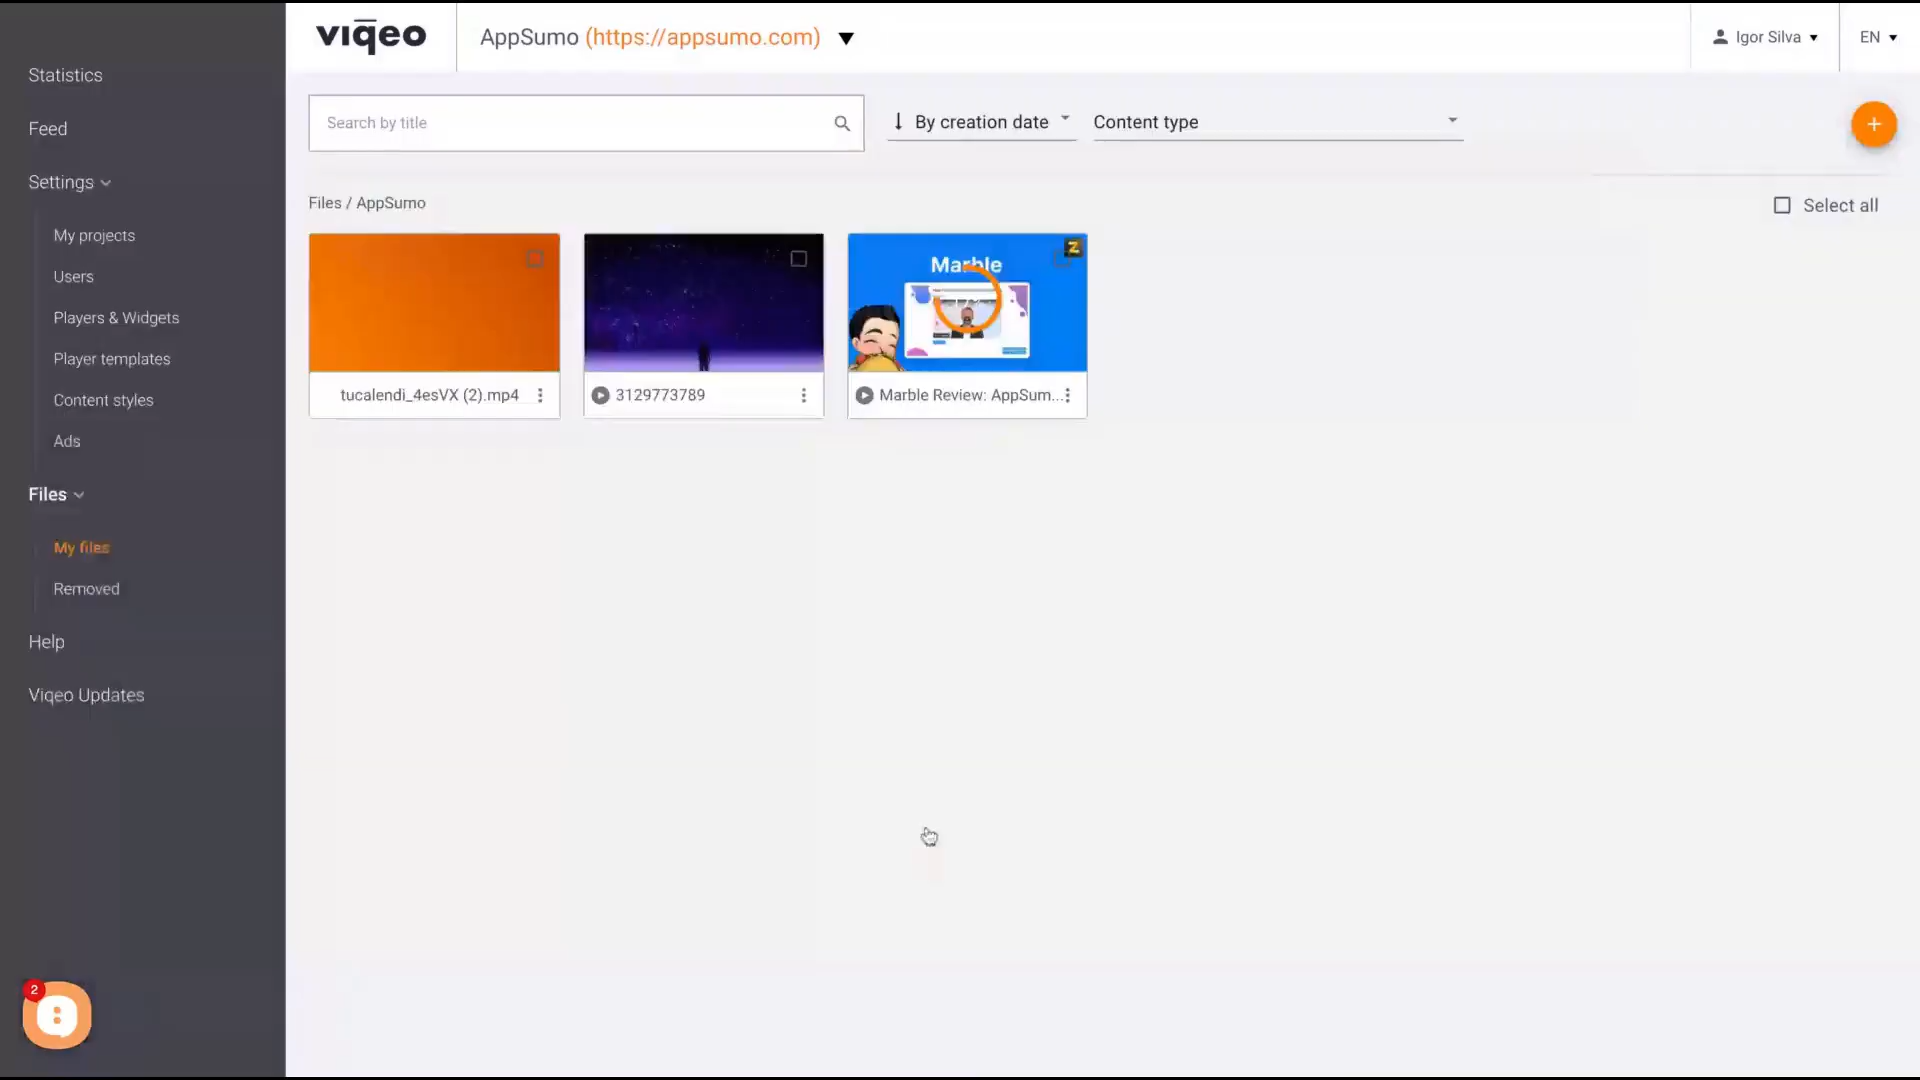 viqeo
AppSumo (https://appsumo.com)
Igor Silva
EN
Statistics
Feed
Settings
My projects
Users
Players & Widgets
Player templates
Content styles
Ads
Files
My files
Removed
Help
Viqeo Updates
2
Search by title
By creation date
Content type
+
Files / AppSumo
Select all
Marble
Z
tucalendi_4esVX (2).mp4
3129773789
Marble Review: AppSum...